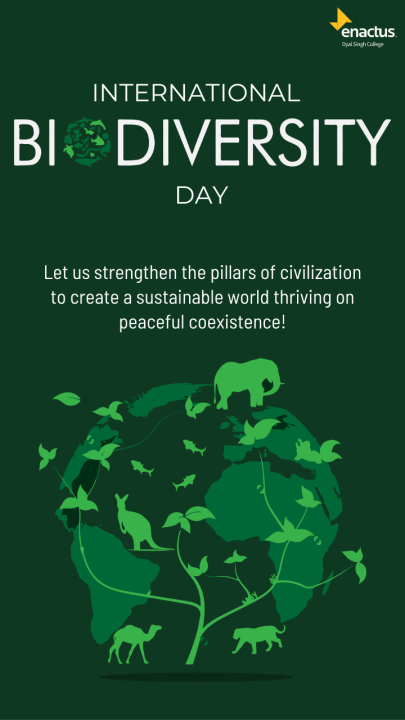 enactus.
Dyal Singh College
INTERNATIONAL
BIODIVERSITY
DAY
Let us strengthen the pillars of civilization
to create a sustainable world thriving on
peaceful coexistence!